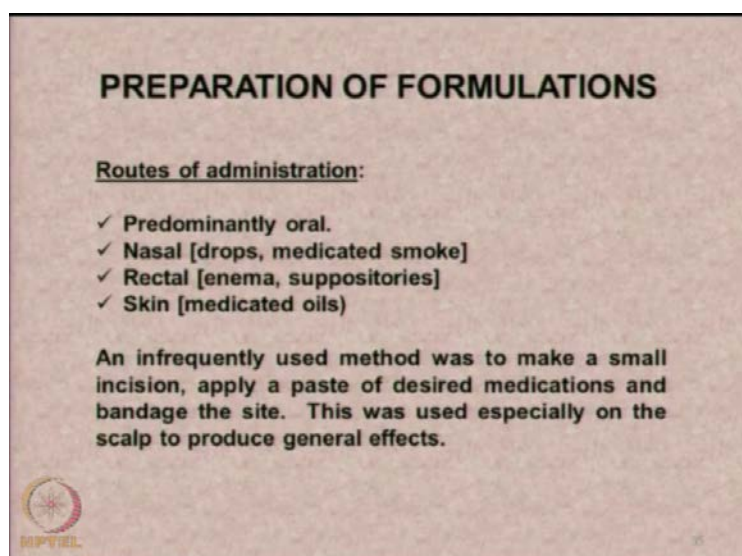 PREPARATION OF FORMULATIONS
Routes of administration:
✓ Predominantly oral.
✓ Nasal [drops, medicated smoke]
✓ Rectal [enema, suppositories]
✓ Skin [medicated oils)
An infrequently used method was to make a small
incision, apply a paste of desired medications and
bandage the site. This was used especially on the
scalp to produce general effects.
NPTEL